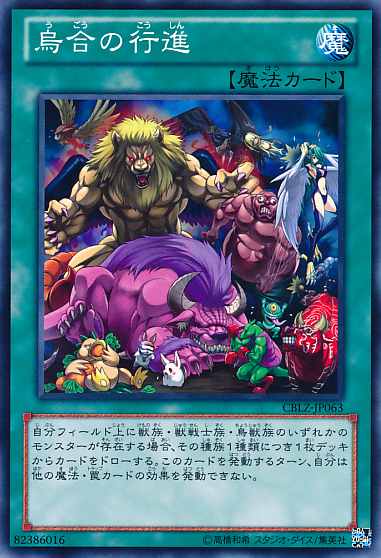 烏合の行進
【魔法カード】
CBLZ-JP063
自分フィールド上に獣族・獣戦士族・鳥獣族のいずれかの
モンスターが存在する場合、その種族１種類につき１枚デッキ
からカードをドローする。このカードを発動するターン、自分は
他の魔法・罠カードの効果を発動できない。
82386016
©高橋和希 スタジオ・ダイス/集英社